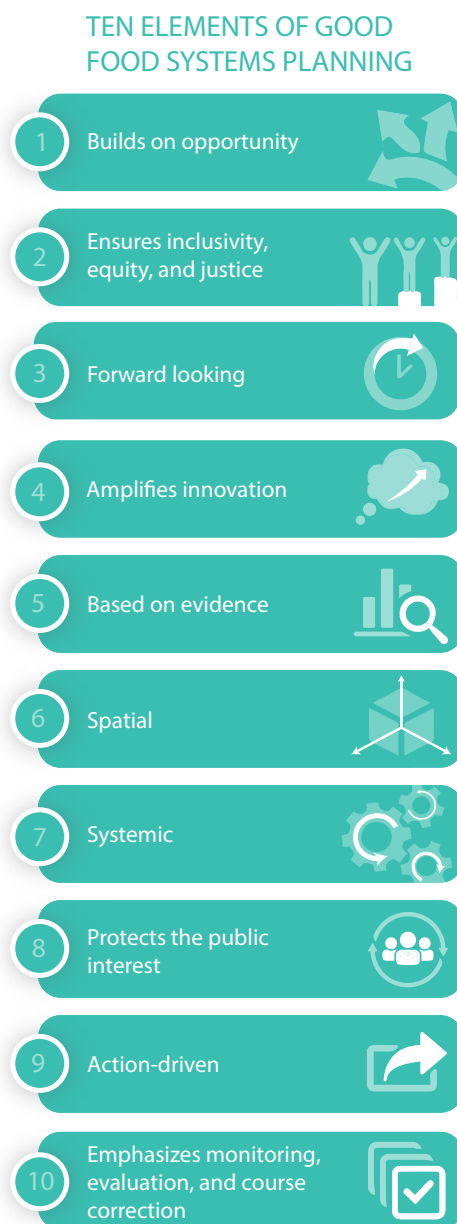 TEN ELEMENTS OF GOOD
FOOD SYSTEMS PLANNING
1
Builds on opportunity
2
Ensures inclusivity,
equity, and justice
3
Forward looking
4
Amplifies innovation
5
Based on evidence
6
Spatial
7
Systemic
8
Protects the public
interest
9
Action-driven
10
Emphasizes monitoring,
evaluation, and course
correction